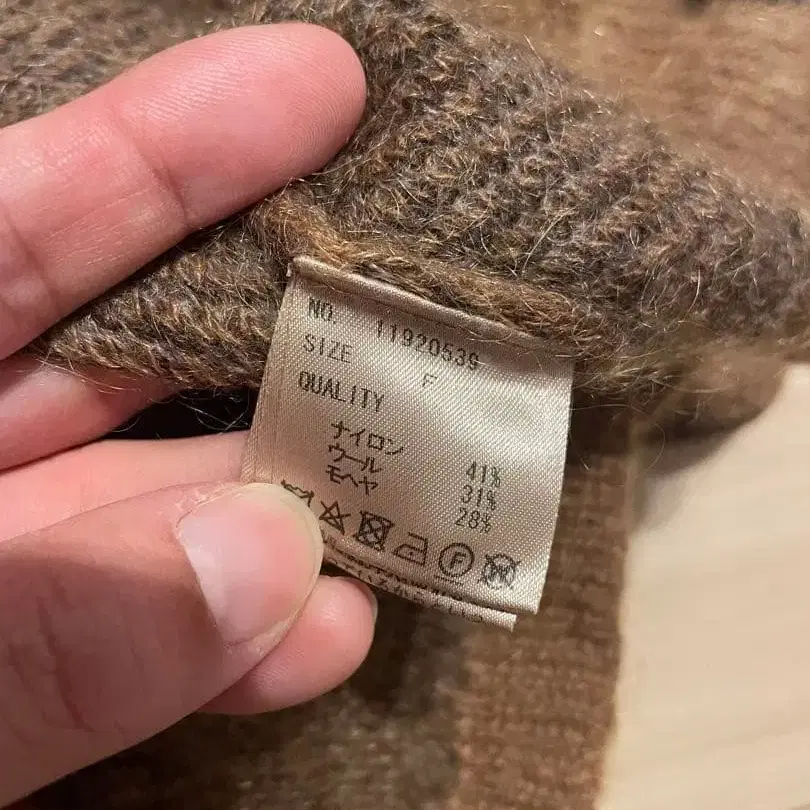 NO. 11920539
SIZE F
QUALITY
ナイロン 41%
ウール 31%
モヘヤ 28%
F W